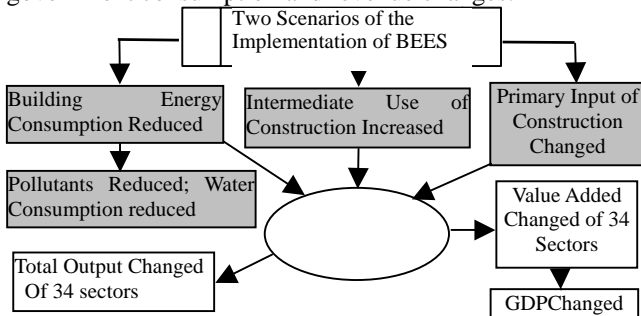 Two Scenarios of the
Implementation of BEES
Building Energy
Consumption Reduced
Intermediate Use of
Construction Increased
Primary Input of
Construction
Changed
Pollutants Reduced; Water
Consumption reduced
Value Added
Changed of 34
Sectors
Total Output Changed
Of 34 sectors
GDPChanged